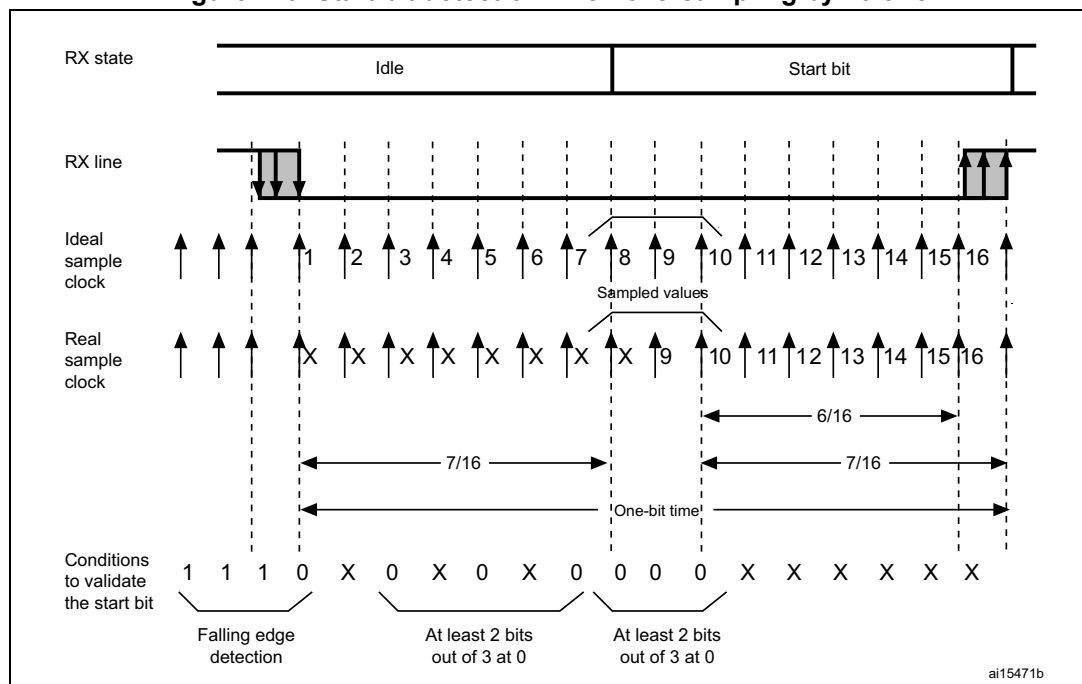 RX state
Idle
Start bit
RX line
Ideal
sample
clock
1 2 3 4 5 6 7 8 9 10 11 12 13 14 15 16
Sampled values
Real
sample
clock
X X X X X X X X 9 10 11 12 13 14 15 16
6/16
7/16
7/16
One-bit time
Conditions
to validate
the start bit
1 1 1 0 X 0 X 0 X 0 0 0 0 X X X X X X
Falling edge
detection
At least 2 bits
out of 3 at 0
At least 2 bits
out of 3 at 0
ai15471b